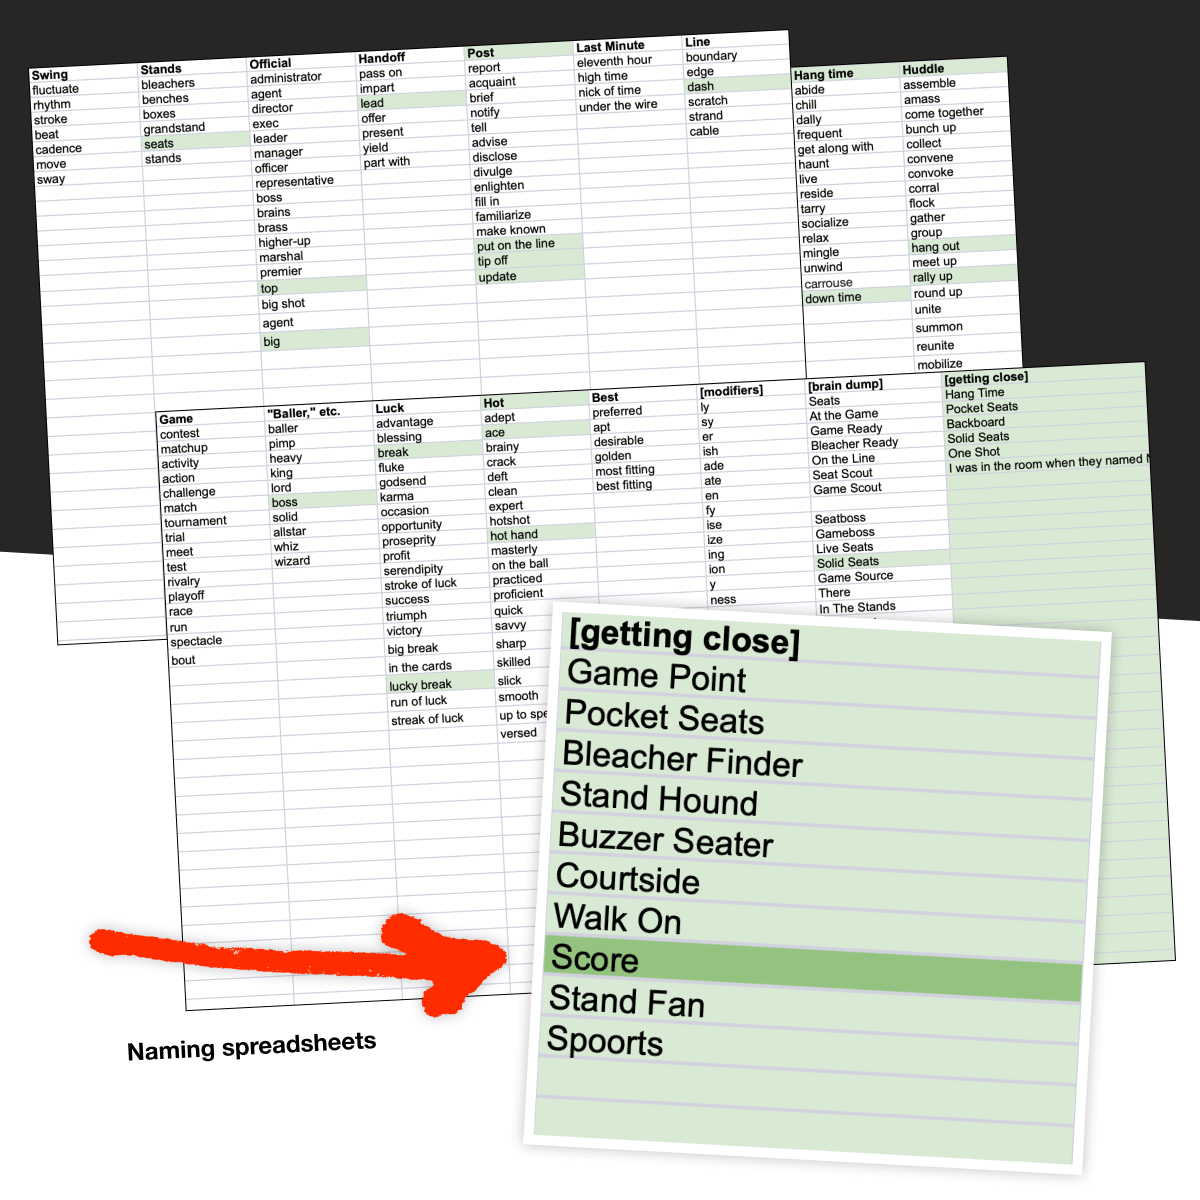 Swing
fluctuate
rhythm
stroke
beat
cadence
move
sway
Stands
bleachers
benches
boxes
grandstand
seats
stands
Official
administrator
agent
director
exec
leader
manager
officer
representative
boss
brains
brass
higher-up
marshal
premier
top
big shot
agent
big
Handoff
pass on
impart
lead
offer
present
yield
part with
Post
report
acquaint
brief
notify
tell
advise
disclose
divulge
enlighten
fill in
familiarize
make known
put on the line
tip off
update
Last Minute
eleventh hour
high time
nick of time
under the wire
Line
boundary
edge
dash
scratch
strand
cable
Hang time
abide
chill
dally
frequent
get along with
haunt
live
reside
tarry
socialize
relax
mingle
unwind
carrouse
down time
Huddle
assemble
amass
come together
bunch up
collect
convene
convoke
corral
flock
gather
group
hang out
meet up
rally up
round up
unite
summon
reunite
mobilize
Game
contest
matchup
activity
action
challenge
match
tournament
trial
meet
test
rivalry
playoff
race
run
spectacle
bout
"Baller," etc.
baller
pimp
heavy
king
lord
boss
solid
allstar
whiz
wizard
Luck
advantage
blessing
break
fluke
godsend
karma
occasion
opportunity
proseprity
profit
serendipity
stroke of luck
success
triumph
victory
big break
in the cards
lucky break
run of luck
streak of luck
Hot
adept
ace
brainy
crack
deft
clean
expert
hotshot
hot hand
masterly
on the ball
practiced
proficient
quick
savvy
sharp
skilled
slick
smooth
up to spe
versed
Best
preferred
apt
desirable
golden
most fitting
best fitting
[modifiers]
ly
sy
er
ish
ade
ate
en
fy
ise
ize
ing
ion
y
ness
[brain dump]
Seats
At the Game
Game Ready
Bleacher Ready
On the Line
Seat Scout
Game Scout
Seatboss
Gameboss
Live Seats
Solid Seats
Game Source
There
In The Stands
[getting close]
Hang Time
Pocket Seats
Backboard
Solid Seats
One Shot
I was in the room when they named
[getting close]
Game Point
Pocket Seats
Bleacher Finder
Stand Hound
Buzzer Seater
Courtside
Walk On
Score
Stand Fan
Spoorts
Naming spreadsheets